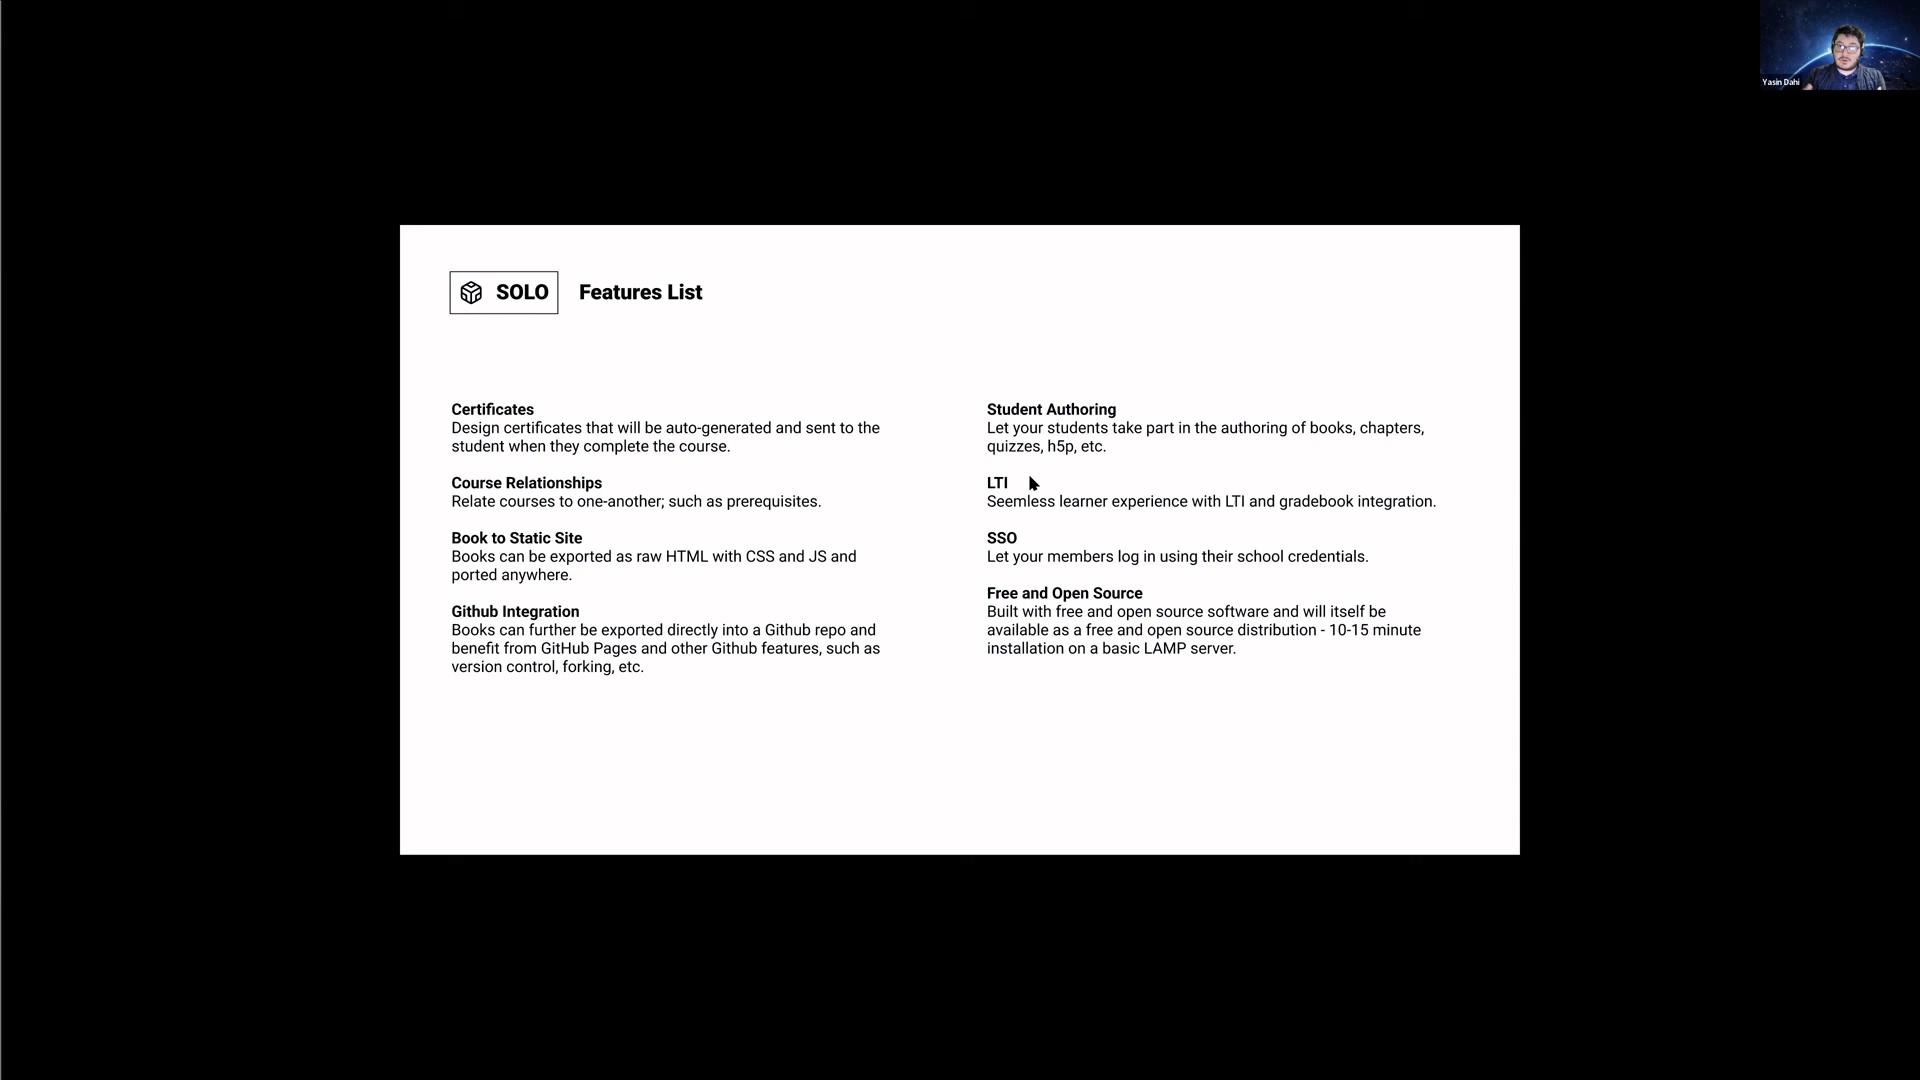 Yasin Dahi
SOLO
Features List
Certificates
Design certificates that will be auto-generated and sent to the
student when they complete the course.
Course Relationships
Relate courses to one-another; such as prerequisites.
Book to Static Site
Books can be exported as raw HTML with CSS and JS and
ported anywhere.
Github Integration
Books can further be exported directly into a Github repo and
benefit from GitHub Pages and other Github features, such as
version control, forking, etc.
Student Authoring
Let your students take part in the authoring of books, chapters,
quizzes, h5p, etc.
LTI
Seemless learner experience with LTI and gradebook integration.
SSO
Let your members log in using their school credentials.
Free and Open Source
Built with free and open source software and will itself be
available as a free and open source distribution - 10-15 minute
installation on a basic LAMP server.